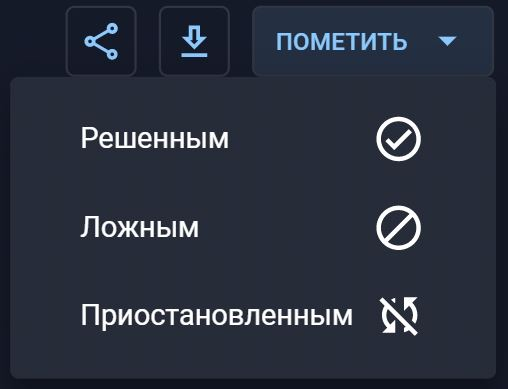 ПОМЕТИТЬ
Решенным
Ложным
Приостановленным